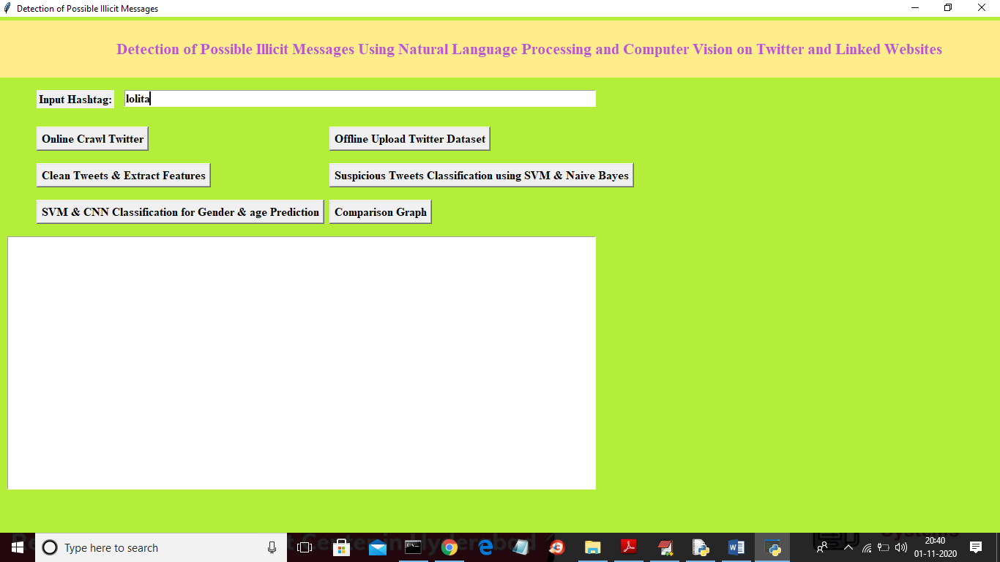 Detection of Possible Illicit Messages
Detection of Possible Illicit Messages Using Natural Language Processing and Computer Vision on Twitter and Linked Websites
Input Hashtag: lolita
Online Crawl Twitter Offline Upload Twitter Dataset
Clean Tweets & Extract Features Suspicious Tweets Classification using SVM & Naive Bayes
SVM & CNN Classification for Gender & age Prediction Comparison Graph
Type here to search
20:40
01-11-2020